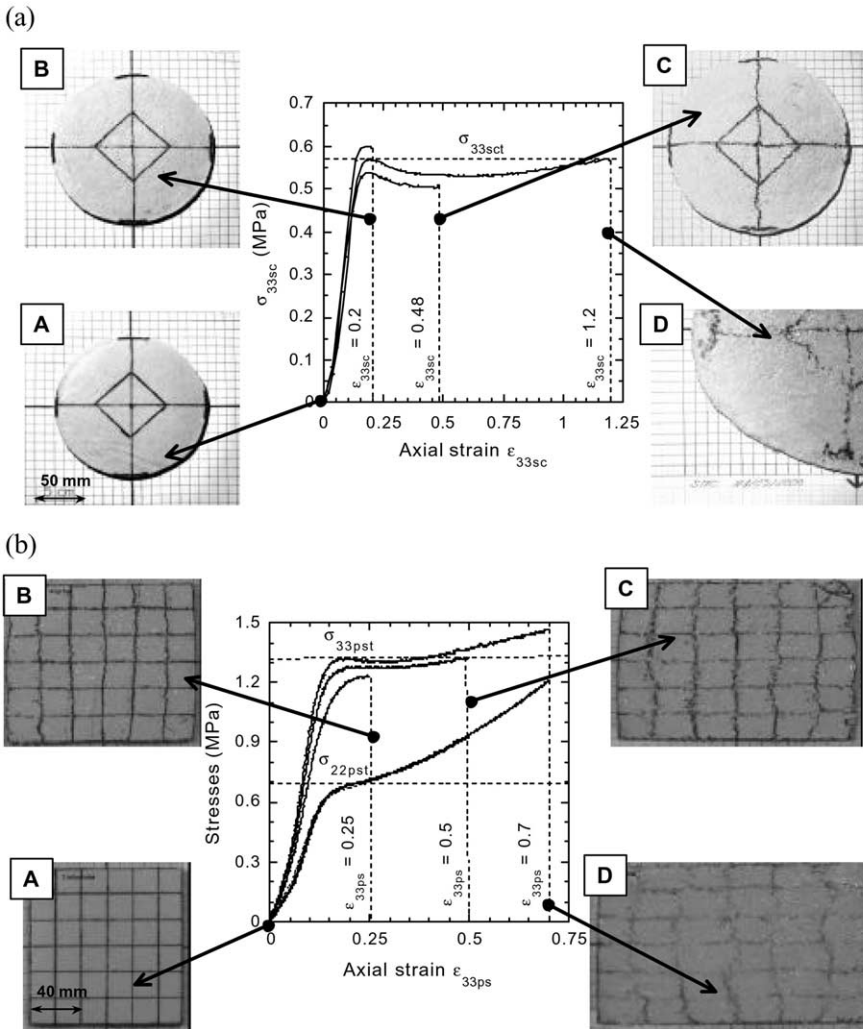 (a)
B
C
0.7
0.6
0.5
0.4
0.3
0.2
0.1
0
σ33sc (MPa)
σ33sct
ε33sc = 0.2
ε33sc = 0.48
ε33sc = 1.2
0 0.25 0.5 0.75 1 1.25
Axial strain ε33sc
A
50 mm
5 cm
D
(b)
B
C
1.5
1.2
0.9
0.6
0.3
0
Stresses (MPa)
σ33pst
σ22pst
ε33ps = 0.25
ε33ps = 0.5
ε33ps = 0.7
0 0.25 0.5 0.75
Axial strain ε33ps
A
40 mm
D